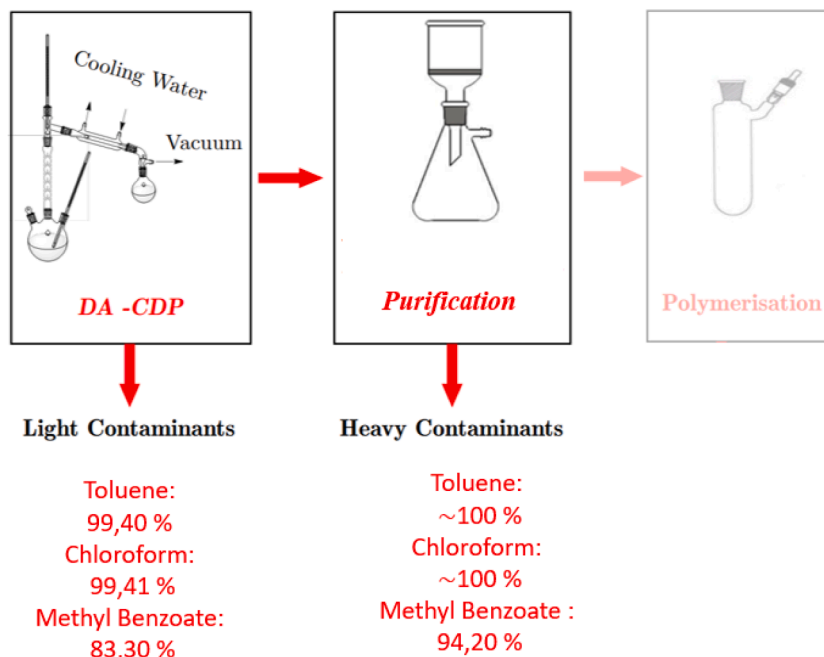 Cooling Water
Vacuum
DA -CDP
Purification
Polymerisation
Light Contaminants
Toluene:
99,40 %
Chloroform:
99,41 %
Methyl Benzoate:
83,30 %
Heavy Contaminants
Toluene:
~100 %
Chloroform:
~100 %
Methyl Benzoate :
94,20 %